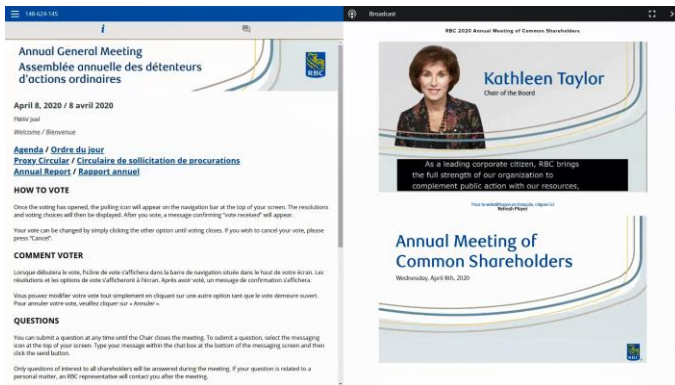 148-624-145
Annual General Meeting
Assemblée annuelle des détenteurs
d'actions ordinaires
RBC
April 8, 2020 / 8 avril 2020
FMAV Joel
Welcome / Bienvenue
Agenda / Ordre du jour
Proxy Circular / Circulaire de sollicitation de procurations
Annual Report / Rapport annuel
HOW TO VOTE
Once the voting has opened, the polling icon will appear on the navigation bar at the top of your screen. The resolutions
and voting choices will then be displayed. After you vote, a message confirming "vote received" will appear.
Your vote can be changed by simply clicking the other option until voting closes. If you wish to cancel your vote, please
press "Cancel".
COMMENT VOTER
Lorsque débutera le vote, l'icône de vote s'affichera dans la barre de navigation située dans le haut de votre écran. Les
résolutions et options de vote s'afficheront à l'écran. Après avoir voté, un message de confirmation s'affichera.
Vous pouvez modifier votre vote tout simplement en cliquant sur une autre option tant que le vote demeure ouvert.
Pour annuler votre vote, veuillez cliquer sur « Annuler ».
QUESTIONS
You can submit a question at any time until the Chair closes the meeting. To submit a question, select the messaging
icon at the top of your screen. Type your message within the chat box at the bottom of the messaging screen and then
click the send button.
Only questions of interest to all shareholders will be answered during the meeting. If your question is related to a
personal matter, an RBC representative will contact you after the meeting.
Broadcast
RBC 2020 Annual Meeting of Common Shareholders
Kathleen Taylor
Chair of the Board
As a leading corporate citizen, RBC brings
the full strength of our organization to
complement public action with our resources,
Pour la webdiffusion en français, cliquez ici
Refresh Player
Annual Meeting of
Common Shareholders
Wednesday, April 8th, 2020
RBC